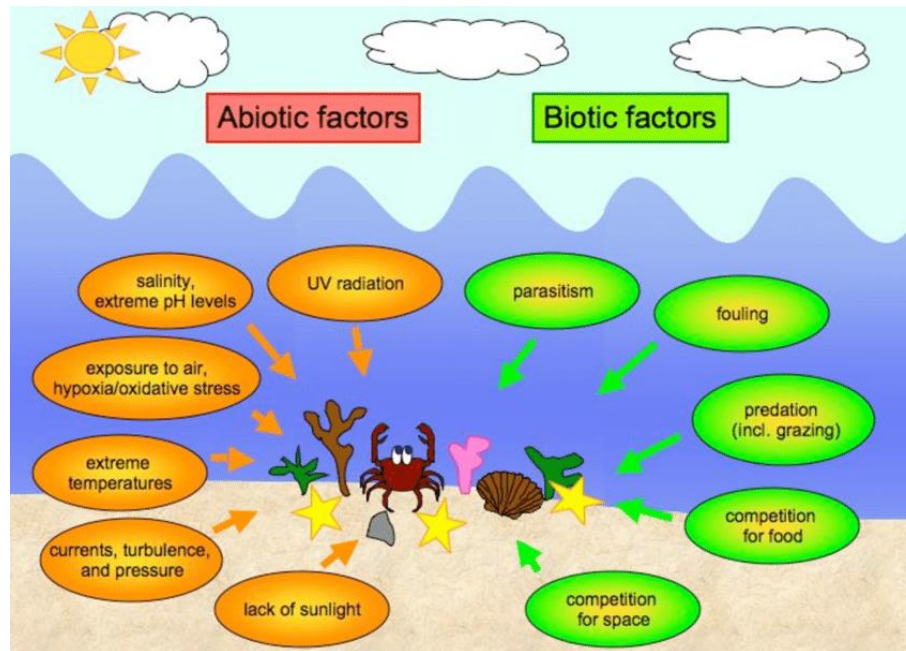 Abiotic factors
Biotic factors
salinity,
extreme pH levels
UV radiation
parasitism
fouling
exposure to air,
hypoxia/oxidative stress
predation
(incl. grazing)
extreme
temperatures
competition
for food
currents, turbulence,
and pressure
lack of sunlight
competition
for space